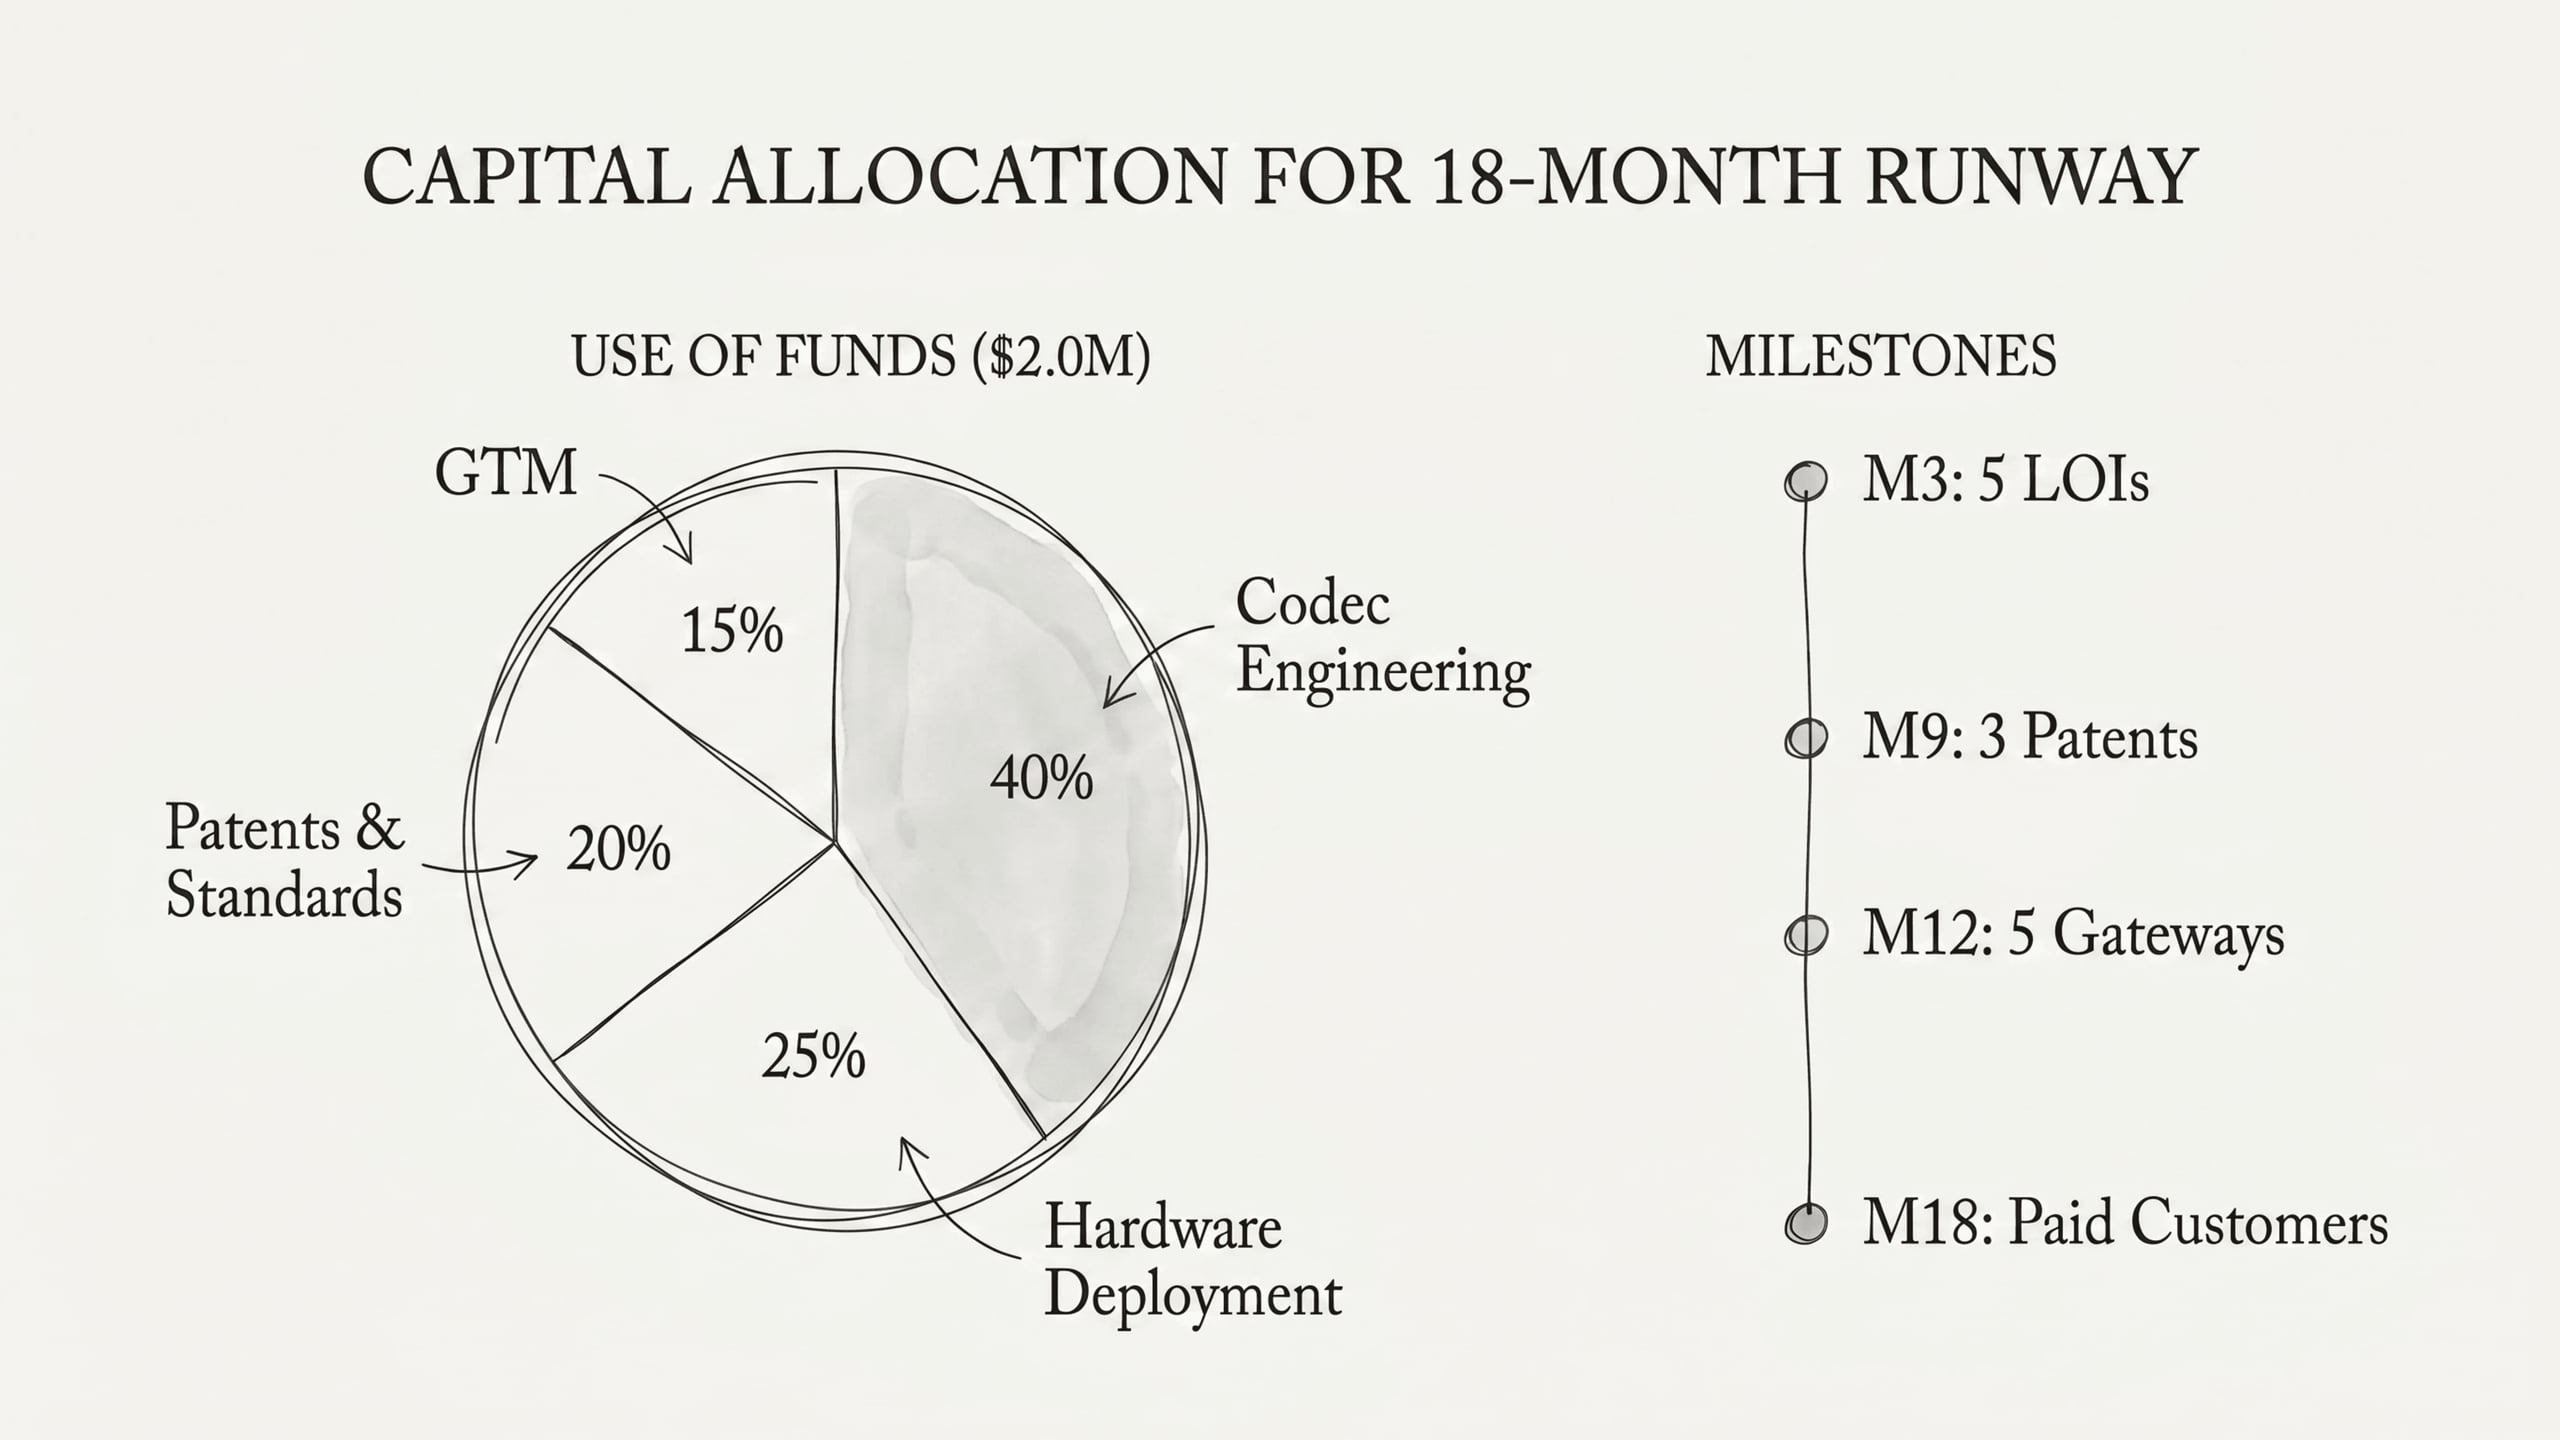 CAPITAL ALLOCATION FOR 18-MONTH RUNWAY
USE OF FUNDS ($2.0M)
GTM
15%
Codec
Engineering
40%
Patents &
Standards
20%
25%
Hardware
Deployment
MILESTONES
M3: 5 LOIs
M9: 3 Patents
M12: 5 Gateways
M18: Paid Customers